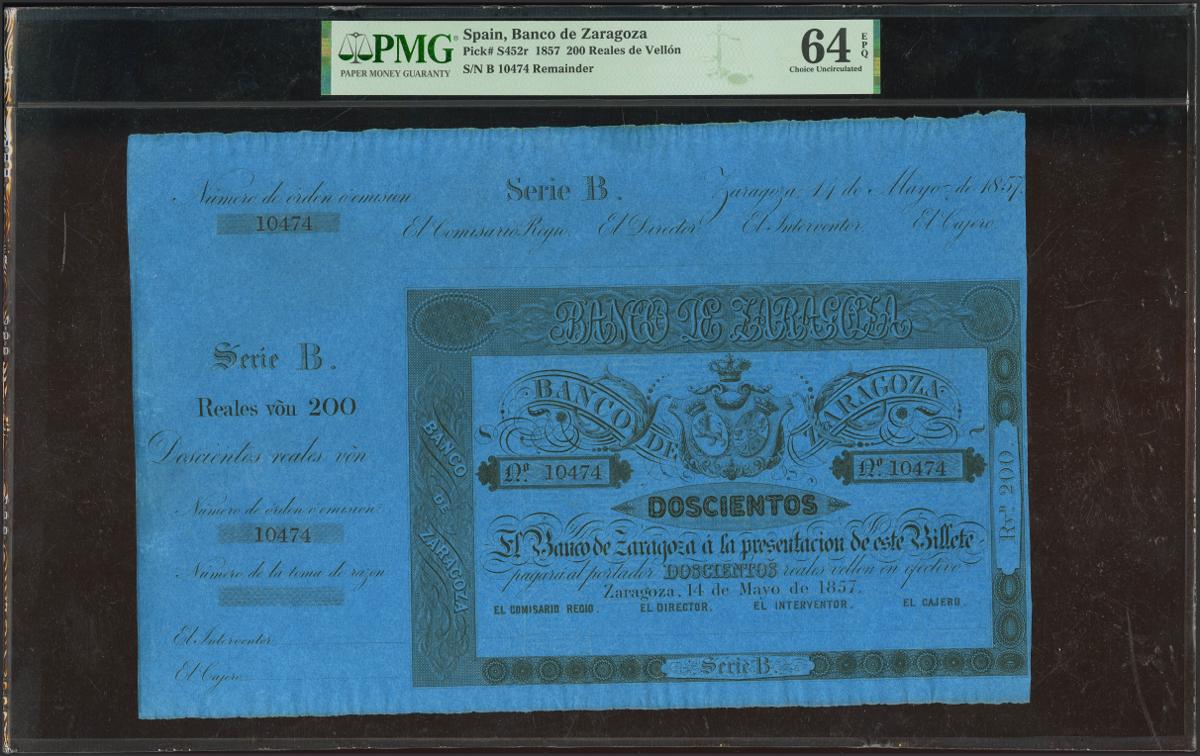 PMG
PAPER MONEY GUARANTY
Spain, Banco de Zaragoza
Pick# S452r 1857 200 Reales de Vellón
S/N B 10474 Remainder
64 EPQ
Choice Uncirculated
Número de órden ó emision
10474
Serie B.
Zaragoza, 14 de Mayo de 1857.
El Comisario Regio. El Director. El Interventor. El Cajero.
Serie B.
Reales võn 200
Doscientos reales võn
Número de órden ó emision
10474
Número de la toma de razon
El Interventor
El Cajero
BANCO DE ZARAGOZA
BANCO DE ZARAGOZA
BANCO DE ZARAGOZA
Nº 10474
Nº 10474
DOSCIENTOS
El Banco de Zaragoza á la presentacion de este Billete
pagará al portador DOSCIENTOS reales vellon en efectivo
Zaragoza, 14 de Mayo de 1857.
EL COMISARIO REGIO. EL DIRECTOR. EL INTERVENTOR. EL CAJERO.
Rvⁿ 200
Serie B.